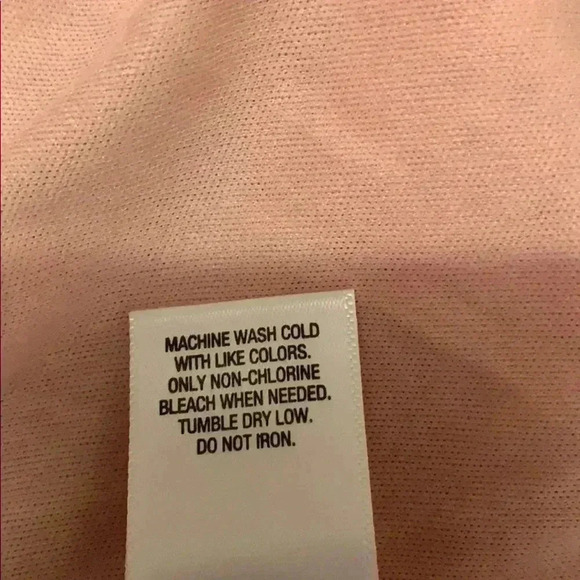 MACHINE WASH COLD
WITH LIKE COLORS.
ONLY NON-CHLORINE
BLEACH WHEN NEEDED.
TUMBLE DRY LOW.
DO NOT IRON.